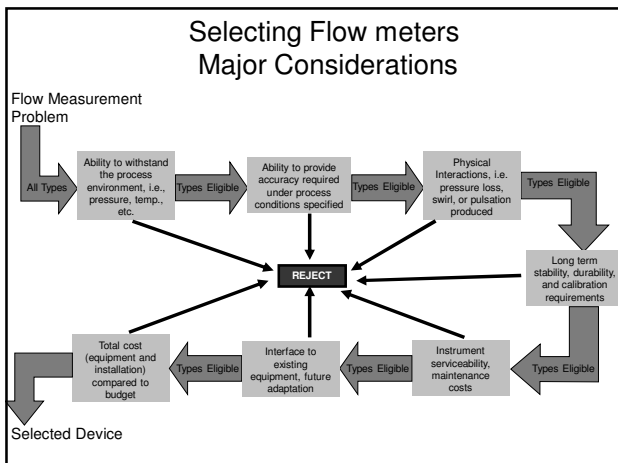 Selecting Flow meters
Major Considerations
Flow Measurement
Problem
All Types
Ability to withstand
the process
environment, i.e.,
pressure, temp.,
etc.
Types Eligible
Ability to provide
accuracy required
under process
conditions specified
Types Eligible
Physical
Interactions, i.e.
pressure loss,
swirl, or pulsation
produced
Types Eligible
Long term
stability, durability,
and calibration
requirements
Types Eligible
Instrument
serviceability,
maintenance
costs
Types Eligible
Interface to
existing
equipment, future
adaptation
Types Eligible
Total cost
(equipment and
installation)
compared to
budget
Selected Device
REJECT